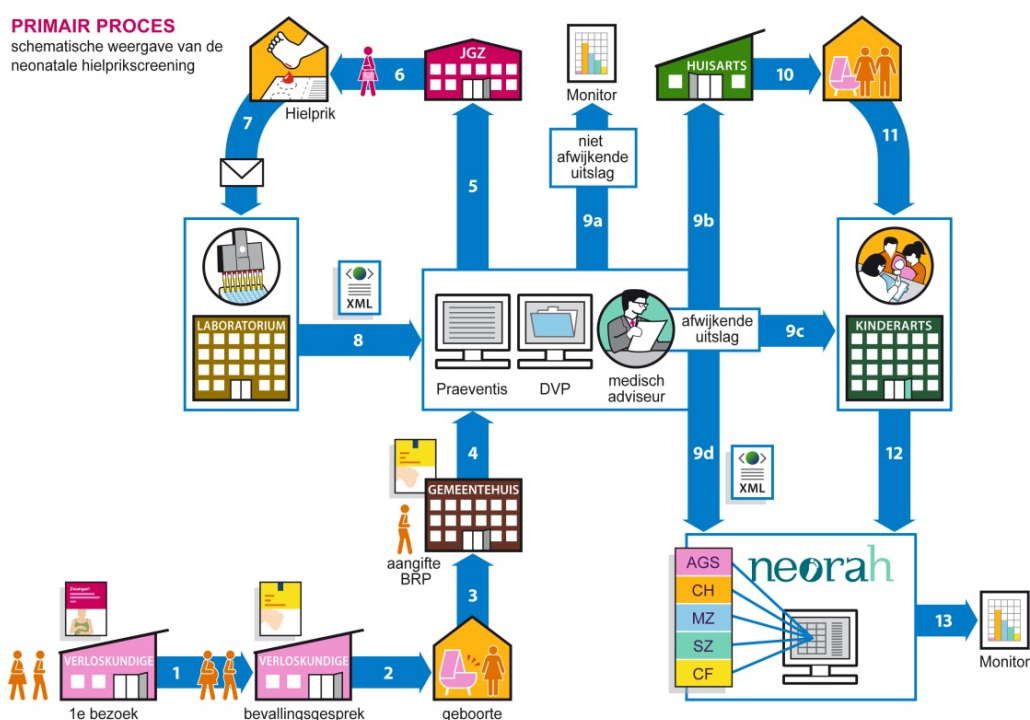 PRIMAIR PROCES
schematische weergave van de
neonatale hielprikscreening
Hielprik
6
JGZ
Monitor
HUISARTS
10
7
niet
afwijkende
uitslag
11
5
9a
9b
XML
LABORATORIUM
8
Praeventis
DVP
medisch
adviseur
afwijkende
uitslag
9c
KINDERARTS
4
GEMEENTEHUIS
aangifte
BRP
9d
XML
12
3
AGS
CH
MZ
SZ
CF
neorah
13
Monitor
Zwanger!
VERLOSKUNDIGE
1
VERLOSKUNDIGE
2
1e bezoek
bevallingsgesprek
geboorte